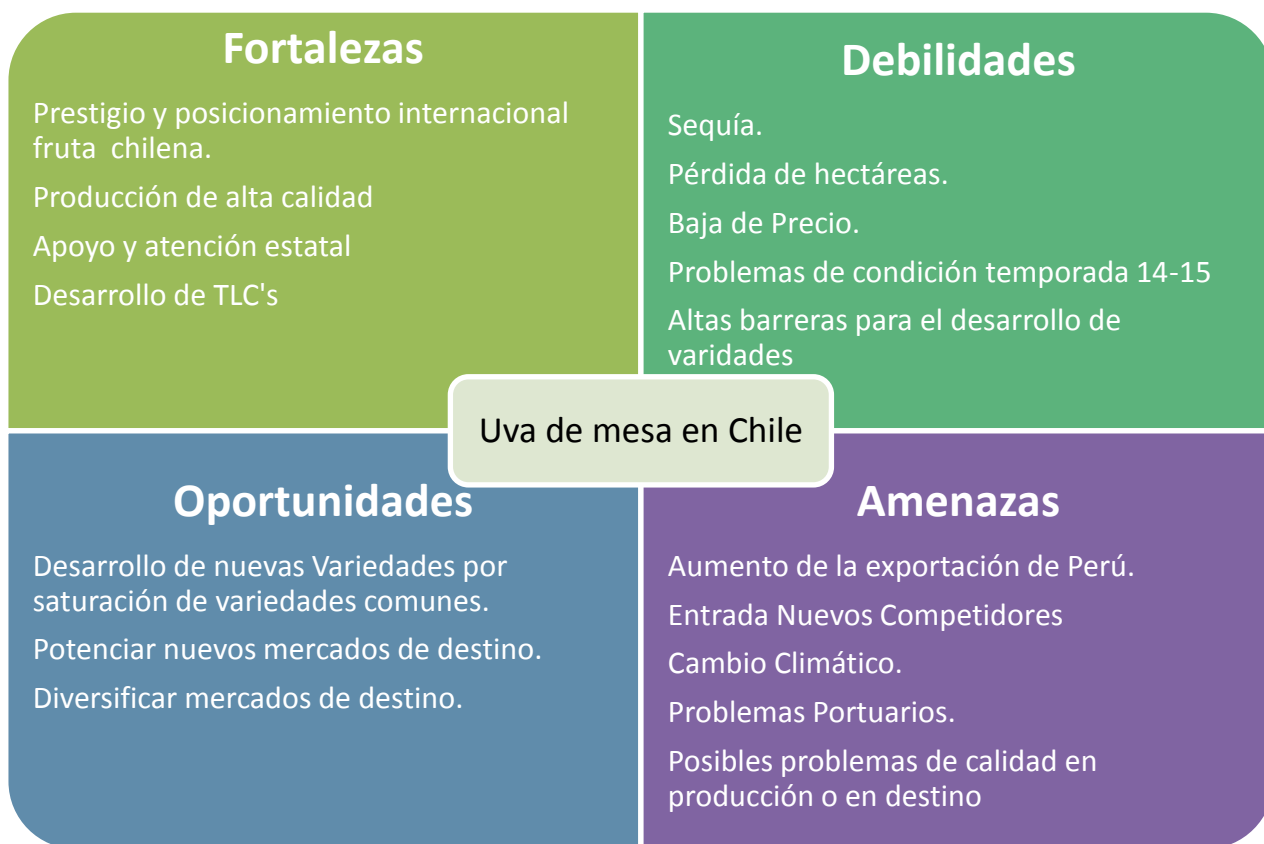 Fortalezas
Prestigio y posicionamiento internacional
fruta chilena.
Producción de alta calidad
Apoyo y atención estatal
Desarrollo de TLC's
Debilidades
Sequía.
Pérdida de hectáreas.
Baja de Precio.
Problemas de condición temporada 14-15
Altas barreras para el desarrollo de
varidades
Uva de mesa en Chile
Oportunidades
Desarrollo de nuevas Variedades por
saturación de variedades comunes.
Potenciar nuevos mercados de destino.
Diversificar mercados de destino.
Amenazas
Aumento de la exportación de Perú.
Entrada Nuevos Competidores
Cambio Climático.
Problemas Portuarios.
Posibles problemas de calidad en
producción o en destino